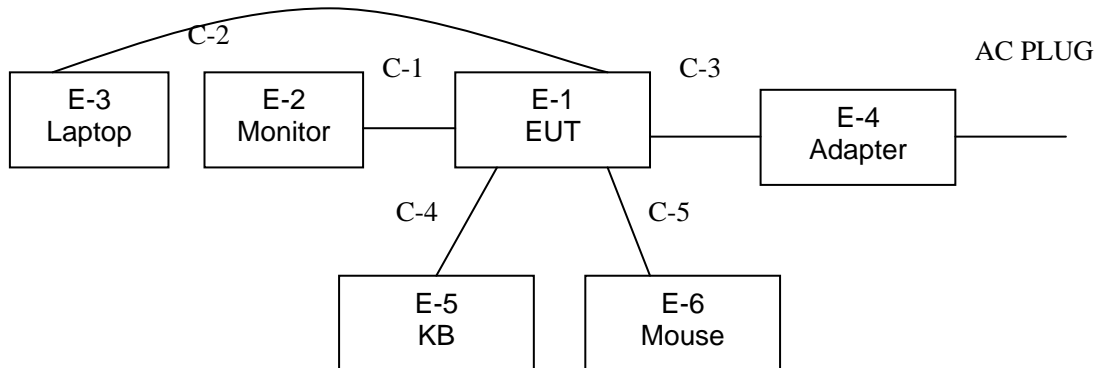 C-2
C-1
C-3
AC PLUG
E-3
Laptop
E-2
Monitor
E-1
EUT
E-4
Adapter
C-4
C-5
E-5
KB
E-6
Mouse